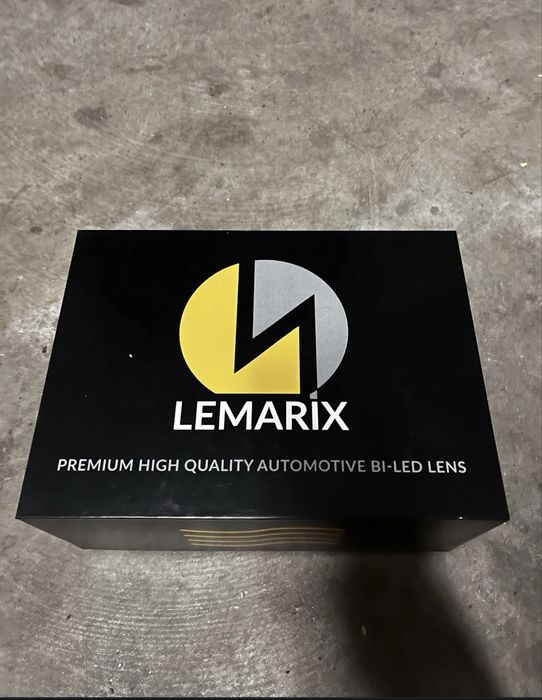 LEMARIX
PREMIUM HIGH QUALITY AUTOMOTIVE BI-LED LENS